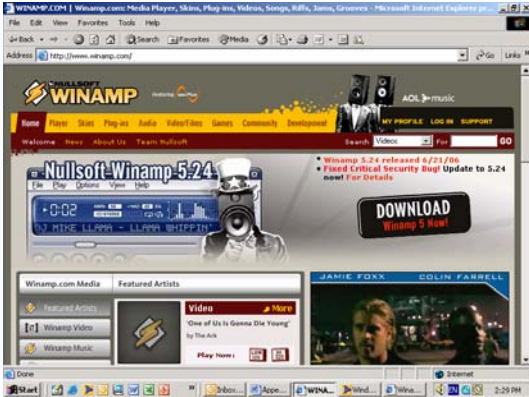 WINAMP.COM | Winamp.com: Media Player, Skins, Plug-ins, Videos, Songs, Riffs, Jams, Grooves - Microsoft Internet Explorer pr...
File Edit View Favorites Tools Help
Back Search Favorites Media
Address http://www.winamp.com/ Go Links
NULLSOFT
WINAMP
Featuring
AOL music
Home Player Skins Plug-ins Audio Video/Films Games Community Development MY PROFILE LOG IN SUPPORT
Welcome News About Us Team Nullsoft Search Videos For GO
Nullsoft Winamp 5.24
File Play Options View Help
0:02
DJ MIKE LLAMA - LLAMA WHIPPIN'
Winamp 5.24 released 6/21/06
Fixed Critical Security Bug! Update to 5.24
now! For Details
DOWNLOAD
Winamp 5 Now!
Winamp.com Media
Featured Artists
Featured Artists
Winamp Video
Winamp Music
Video More
'One of Us Is Gonna Die Young'
by The Ark
Play Now:
JAMIE FOXX COLIN FARRELL
Done Internet
Start Inbox... Appe... WINA... Wind... Wina... EN 2:29 PM